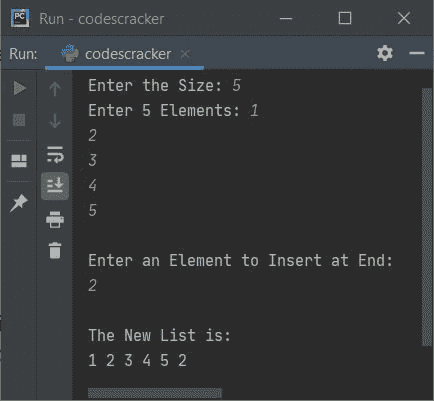 PC
Run - codescracker
Run:
codescracker
Enter the Size: 5
Enter 5 Elements: 1
2
3
4
5
Enter an Element to Insert at End:
2
The New List is:
1 2 3 4 5 2